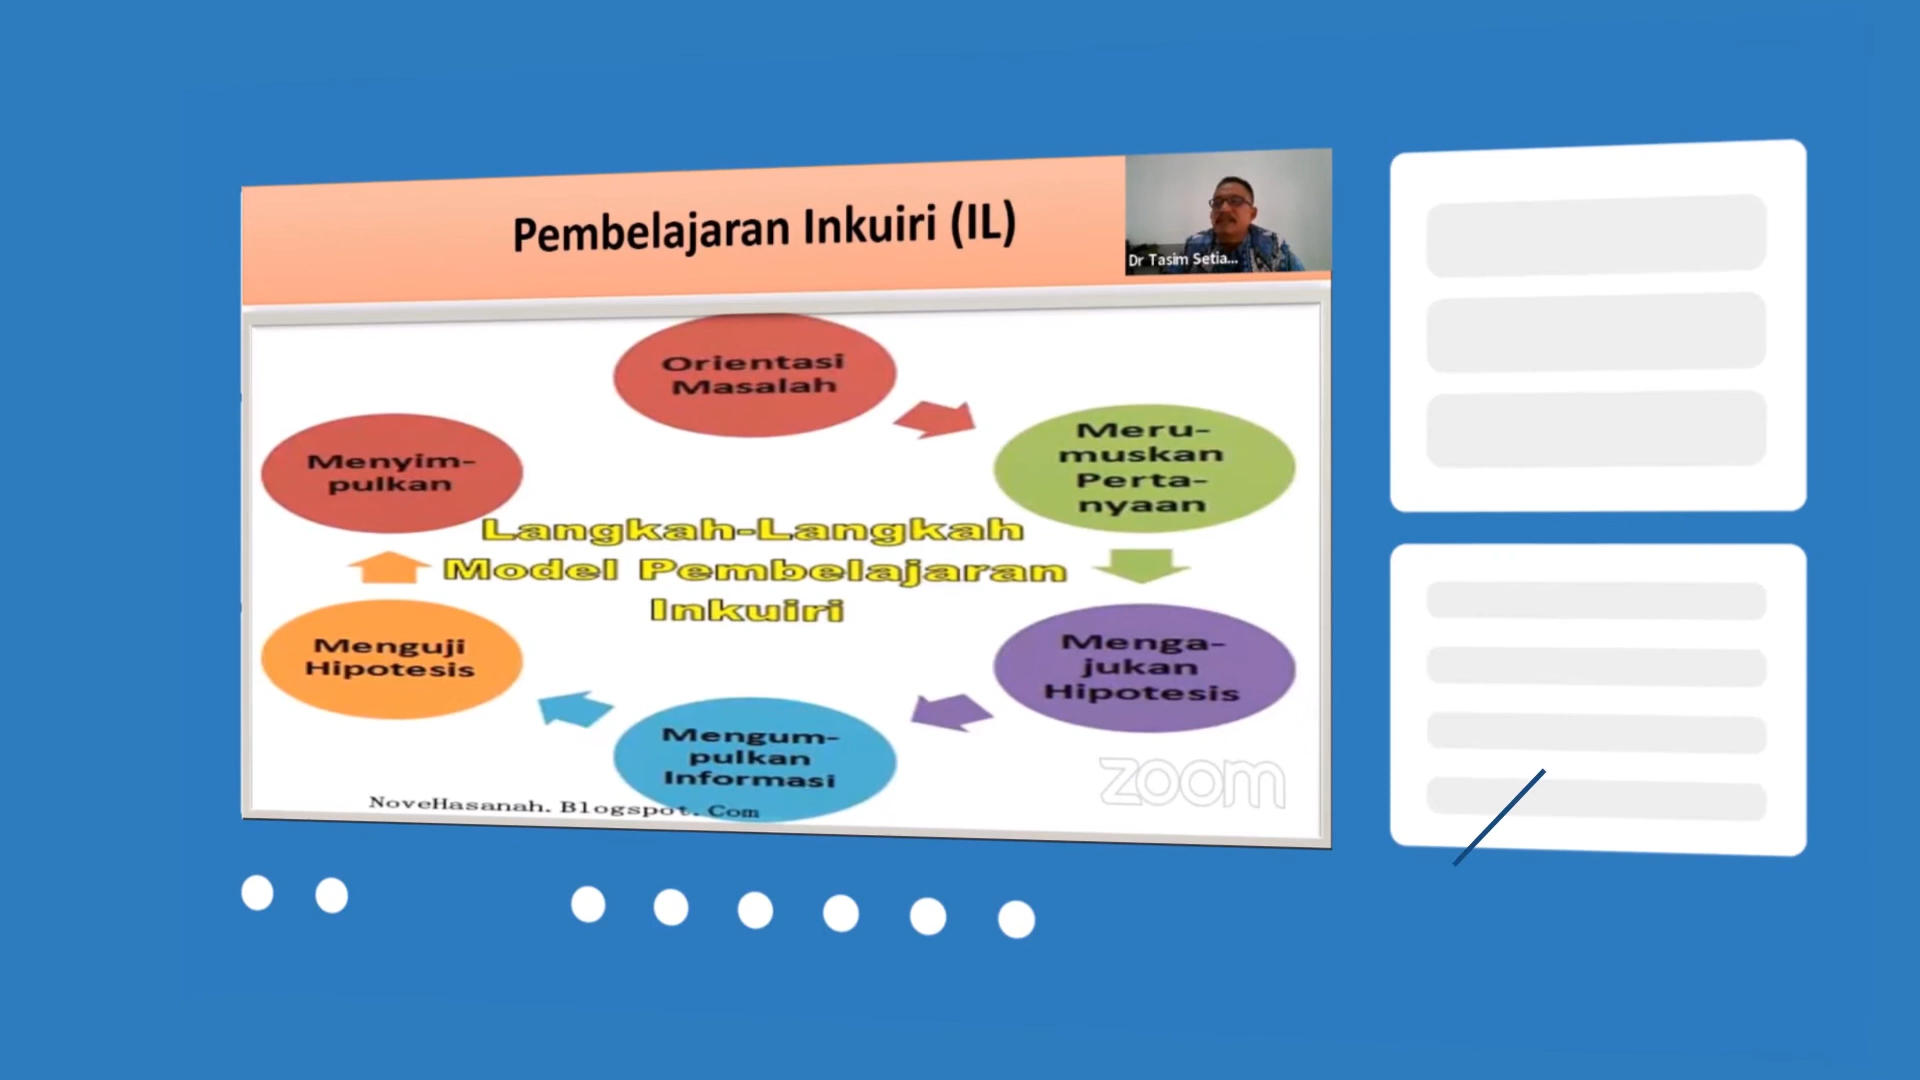 Pembelajaran Inkuiri (IL)
Dr Tasim Setia...
Orientasi
Masalah
Meru-
muskan
Perta-
nyaan
Menga-
jukan
Hipotesis
Mengum-
pulkan
Informasi
Menguji
Hipotesis
Menyim-
pulkan
Langkah-Langkah
Model Pembelajaran
Inkuiri
NoveHasanah.Blogspot.Com
zoom